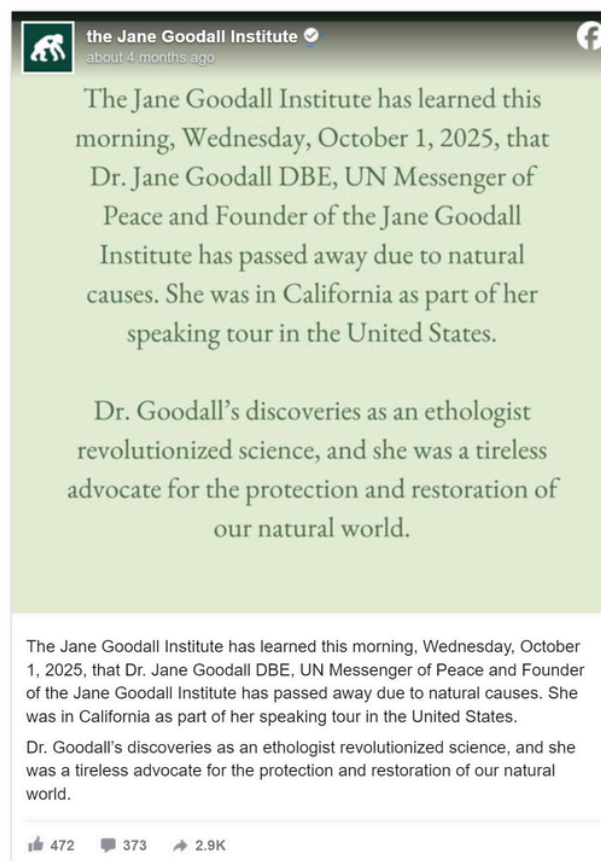 the Jane Goodall Institute
about 4 months ago
The Jane Goodall Institute has learned this
morning, Wednesday, October 1, 2025, that
Dr. Jane Goodall DBE, UN Messenger of
Peace and Founder of the Jane Goodall
Institute has passed away due to natural
causes. She was in California as part of her
speaking tour in the United States.
Dr. Goodall’s discoveries as an ethologist
revolutionized science, and she was a tireless
advocate for the protection and restoration of
our natural world.
The Jane Goodall Institute has learned this morning, Wednesday, October
1, 2025, that Dr. Jane Goodall DBE, UN Messenger of Peace and Founder
of the Jane Goodall Institute has passed away due to natural causes. She
was in California as part of her speaking tour in the United States.
Dr. Goodall’s discoveries as an ethologist revolutionized science, and she
was a tireless advocate for the protection and restoration of our natural
world.
472 373 2.9K